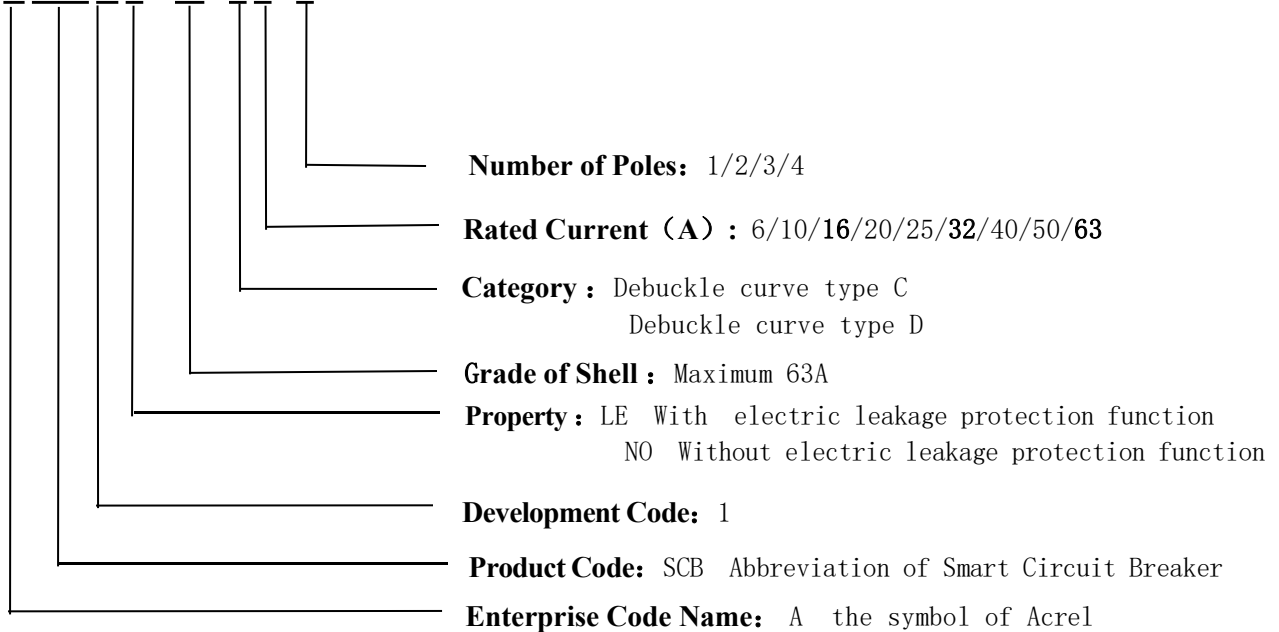 Number of Poles：1/2/3/4
Rated Current（A）：6/10/16/20/25/32/40/50/63
Category：Debuckle curve type C
Debuckle curve type D
Grade of Shell：Maximum 63A
Property：LE With electric leakage protection function
NO Without electric leakage protection function
Development Code：1
Product Code：SCB Abbreviation of Smart Circuit Breaker
Enterprise Code Name：A the symbol of Acrel